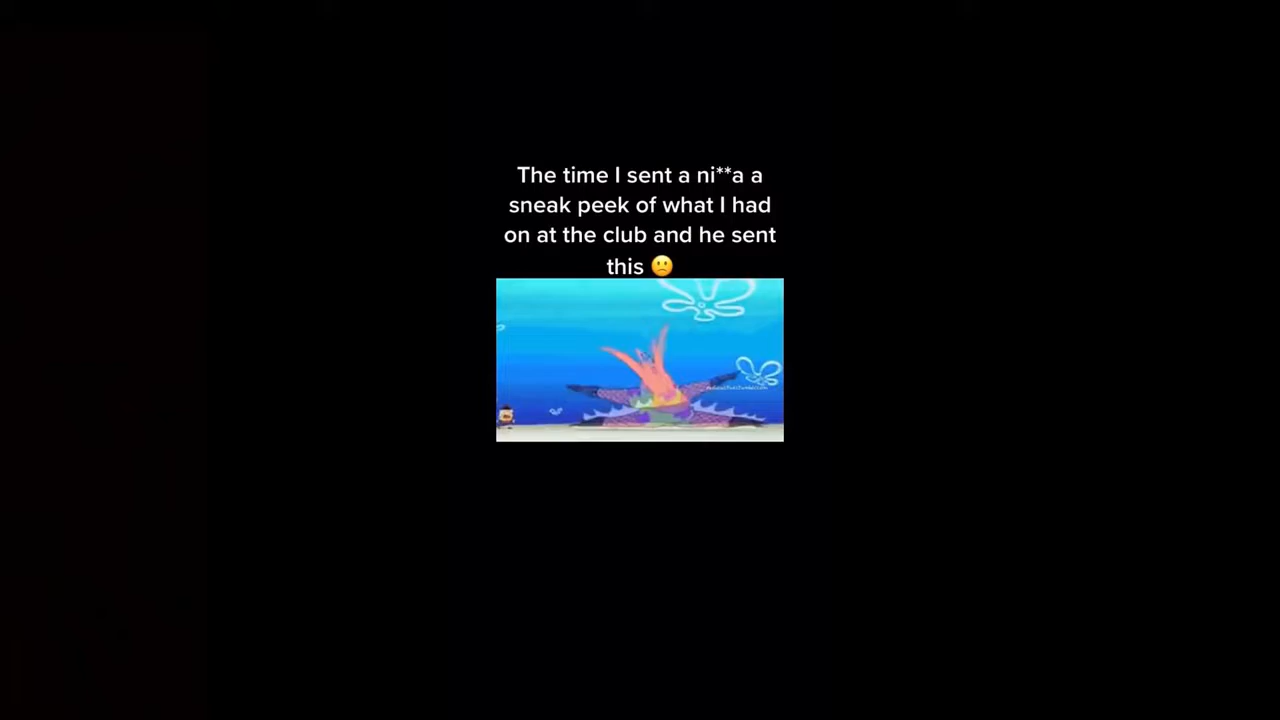 The time I sent a ni**a a
sneak peek of what I had
on at the club and he sent
this 🙁